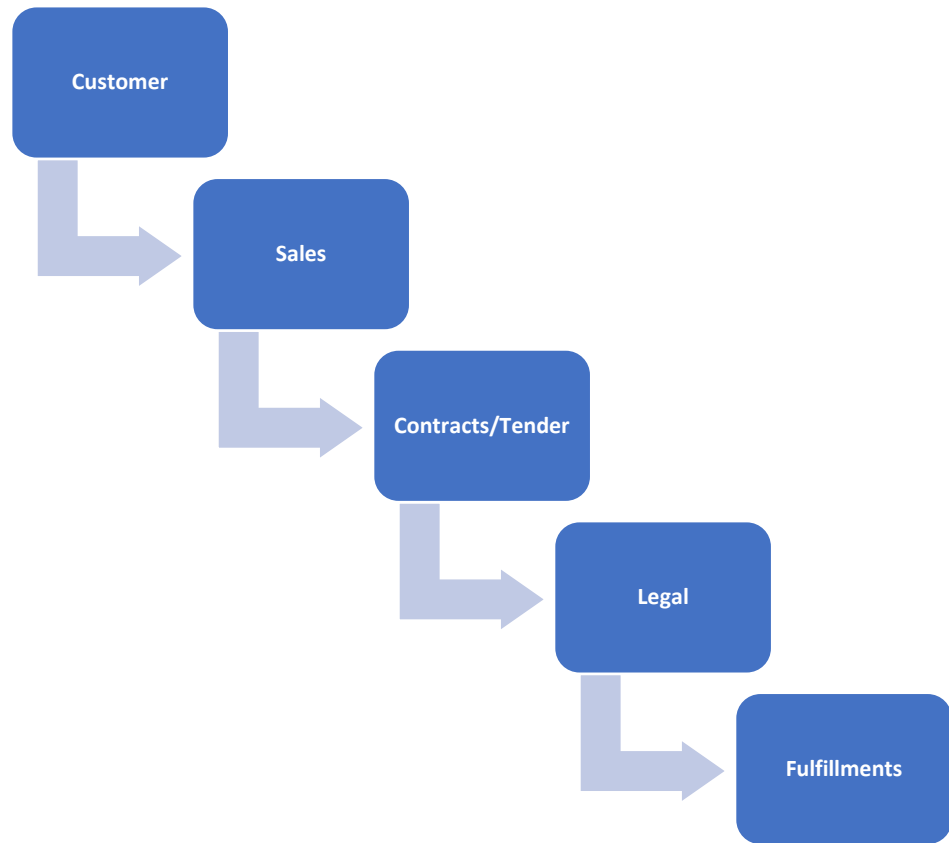 Customer
Sales
Contracts/Tender
Legal
Fulfillments